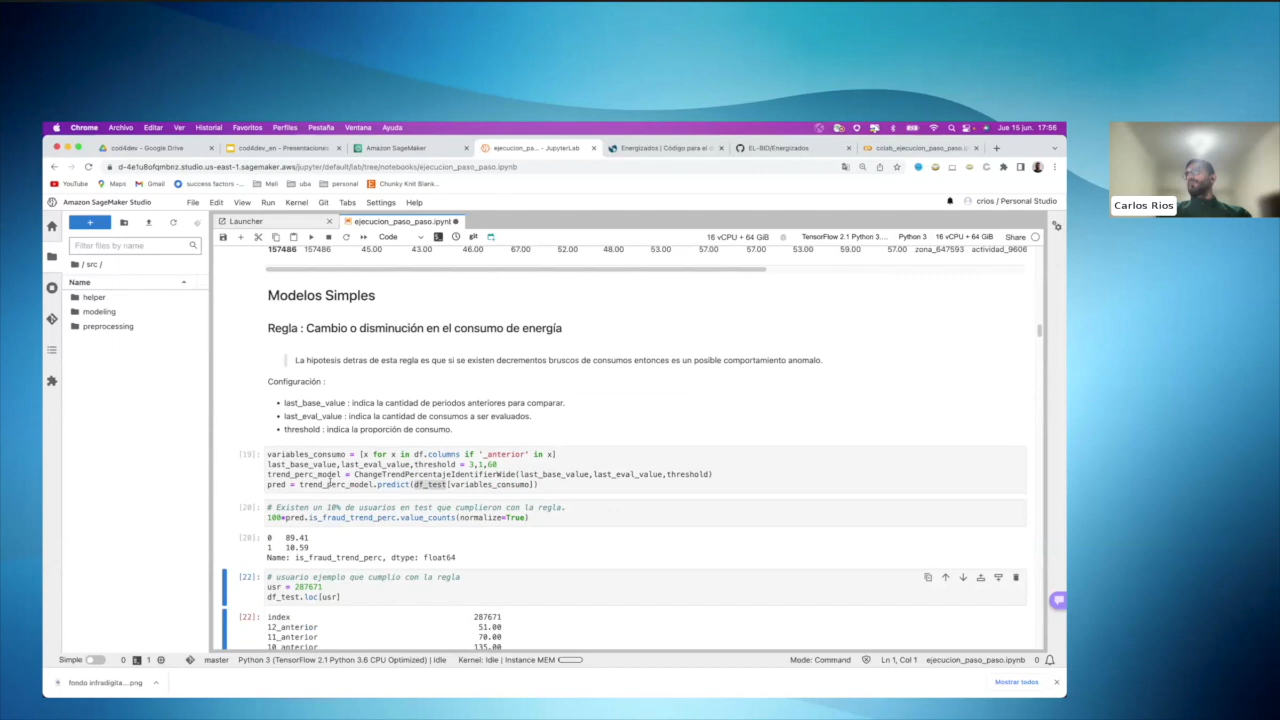 Chrome Archivo Editar Ver Historial Favoritos Perfiles Pestaña Ventana Ayuda Jue 15 jun. 17:56
cod4dev - Google Drive
cod4dev_en - Presentaciones
Amazon SageMaker
ejecucion_pa... - JupyterLab
Energizados | Código para el d
EL-BID/Energizados
colab_ejecucion_paso_paso.ip
d-4e1u8ofqmbnz.studio.us-east-1.sagemaker.aws/jupyter/default/lab/tree/notebooks/ejecucion_paso_paso.ipynb
YouTube Maps Gmail success factors -... Meli uba personal Chunky Knit Blank...
Carlos Rios
Amazon SageMaker Studio File Edit View Run Kernel Git Tabs Settings Help crios / Personal Studio
Launcher
ejecucion_paso_paso.ipynb
Code git 16 vCPU + 64 GiB TensorFlow 2.1 Python 3... Python 3 16 vCPU + 64 GiB Share
Filter files by name
/ src /
Name
helper
modeling
preprocessing
157486 157486 45.00 43.00 46.00 67.00 52.00 48.00 57.00 57.00 53.00 59.00 57.00 zona_647593 actividad_9606
Modelos Simples
Regla : Cambio o disminución en el consumo de energía
La hipotesis detras de esta regla es que si se existen decrementos bruscos de consumos entonces es un posible comportamiento anomalo.
Configuración :
• last_base_value : indica la cantidad de periodos anteriores para comparar.
• last_eval_value : indica la cantidad de consumos a ser evaluados.
• threshold : indica la proporción de consumo.
[19]: variables_consumo = [x for x in df.columns if '_anterior' in x]
last_base_value,last_eval_value,threshold = 3,1,60
trend_perc_model = ChangeTrendPercentajeIdentifierWide(last_base_value,last_eval_value,threshold)
pred = trend_perc_model.predict(df_test[variables_consumo])
[20]: # Existen un 10% de usuarios en test que cumplieron con la regla.
100*pred.is_fraud_trend_perc.value_counts(normalize=True)
[20]: 0 89.41
1 10.59
Name: is_fraud_trend_perc, dtype: float64
[22]: # usuario ejemplo que cumplio con la regla
usr = 287671
df_test.loc[usr]
[22]: index 287671
12_anterior 51.00
11_anterior 70.00
10_anterior 135.00
Simple 0 1 master Python 3 (TensorFlow 2.1 Python 3.6 CPU Optimized) | Idle Kernel: Idle | Instance MEM Mode: Command Ln 1, Col 1 ejecucion_paso_paso.ipynb 0
fondo infradigita....png
Mostrar todos